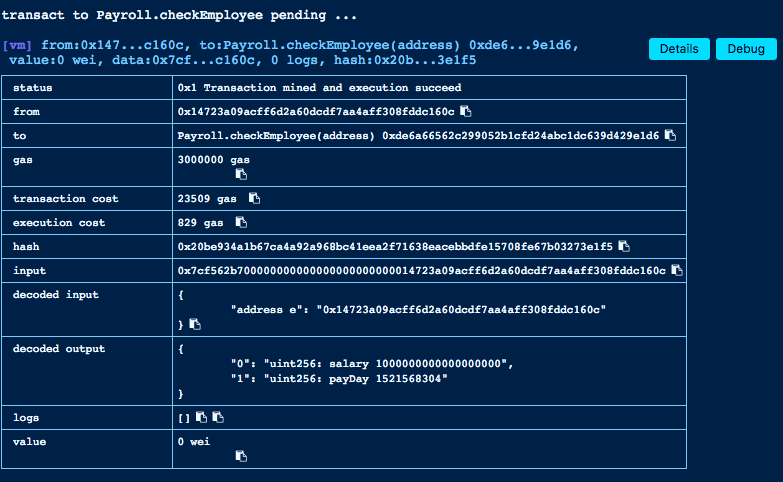 transact to Payroll.checkEmployee pending ...
[vm] from:0x147...c160c, to:Payroll.checkEmployee(address) 0xde6...9e1d6,
value:0 wei, data:0x7cf...c160c, 0 logs, hash:0x20b...3e1f5
Details Debug
status 0x1 Transaction mined and execution succeed
from 0x14723a09acff6d2a60dcdf7aa4aff308fddc160c
to Payroll.checkEmployee(address) 0xde6a66562c299052b1cfd24abc1dc639d429e1d6
gas 3000000 gas
transaction cost 23509 gas
execution cost 829 gas
hash 0x20be934a1b67ca4a92a968bc41eea2f71638eacebbdfe15708fe67b03273e1f5
input 0x7cf562b700000000000000000000000014723a09acff6d2a60dcdf7aa4aff308fddc160c
decoded input {
"address e": "0x14723a09acff6d2a60dcdf7aa4aff308fddc160c"
}
decoded output {
"0": "uint256: salary 1000000000000000000",
"1": "uint256: payDay 1521568304"
}
logs []
value 0 wei